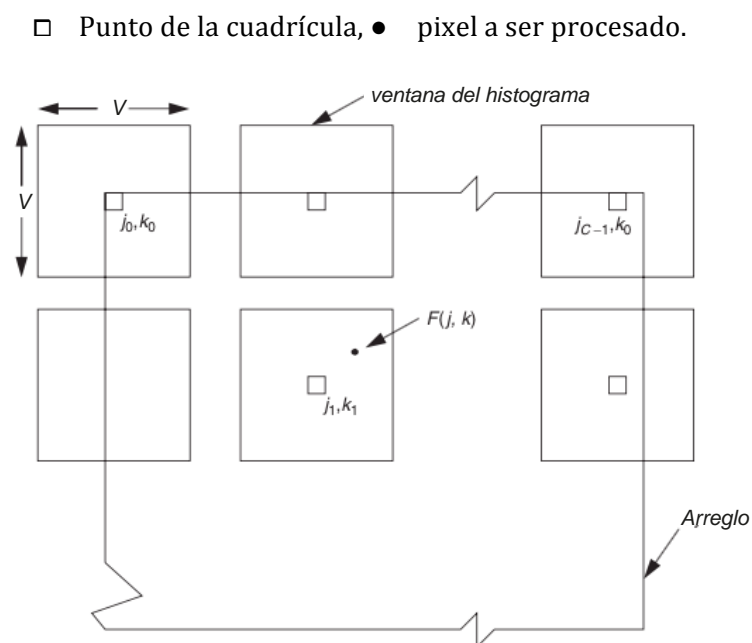 □ Punto de la cuadrícula, ● pixel a ser procesado.
V
ventana del histograma
V
j0,k0
jC–1,k0
F(j, k)
j1,k1
Arreglo